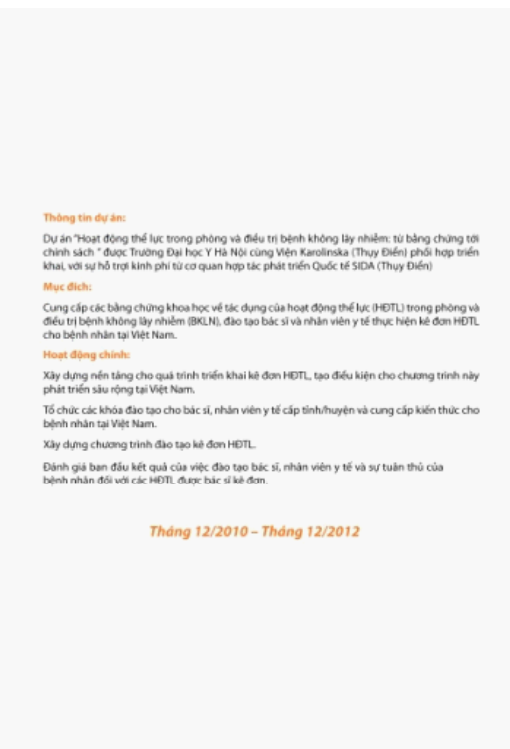 Thông tin dự án:
Dự án "Hoạt động thể lực trong phòng và điều trị bệnh không lây nhiễm: từ bằng chứng tới
chính sách " được Trường Đại học Y Hà Nội cùng Viện Karolinska (Thụy Điển) phối hợp triển
khai, với sự hỗ trợi kinh phí từ cơ quan hợp tác phát triển Quốc tế SIDA (Thụy Điển)
Mục đích:
Cung cấp các bằng chứng khoa học về tác dụng của hoạt động thể lực (HĐTL) trong phòng và
điều trị bệnh không lây nhiễm (BKLN), đào tạo bác sĩ và nhân viên y tế thực hiện kê đơn HĐTL
cho bệnh nhân tại Việt Nam.
Hoạt động chính:
Xây dựng nền tảng cho quá trình triển khai kê đơn HĐTL, tạo điều kiện cho chương trình này
phát triển sâu rộng tại Việt Nam.
Tổ chức các khóa đào tạo cho bác sĩ, nhân viên y tế cấp tỉnh/huyện và cung cấp kiến thức cho
bệnh nhân tại Việt Nam.
Xây dựng chương trình đào tạo kê đơn HĐTL.
Đánh giá ban đầu kết quả của việc đào tạo bác sĩ, nhân viên y tế và sự tuân thủ của
bệnh nhân đối với các HĐTL được bác sĩ kê đơn.
Tháng 12/2010 – Tháng 12/2012